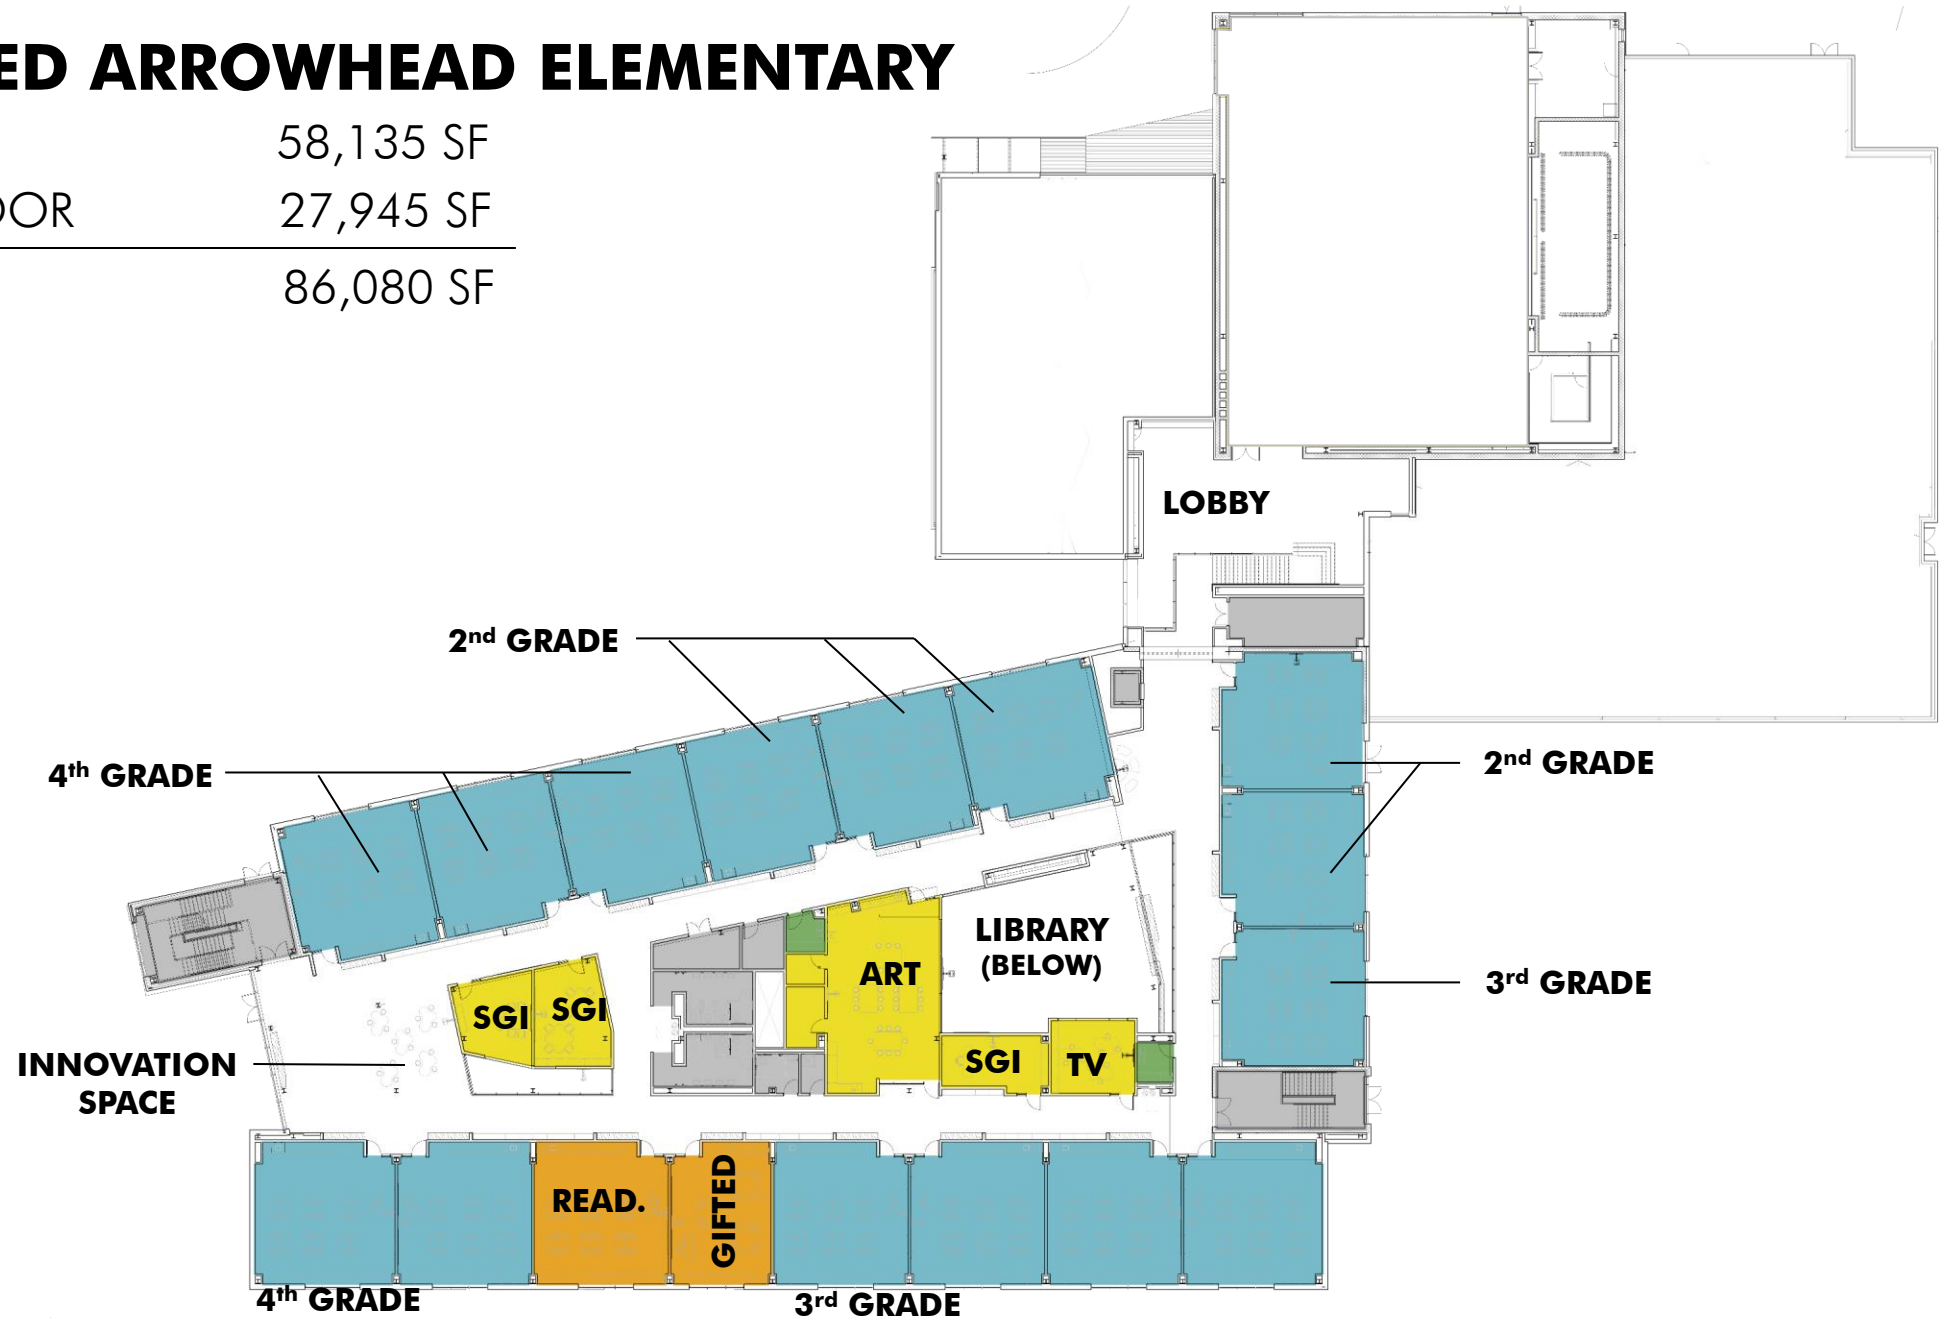 ED ARROWHEAD ELEMENTARY
58,135 SF
OOR 27,945 SF
86,080 SF
LOBBY
2nd GRADE
4th GRADE
2nd GRADE
LIBRARY
(BELOW)
ART
3rd GRADE
SGI
SGI
INNOVATION
SPACE
SGI
TV
READ.
GIFTED
4th GRADE
3rd GRADE